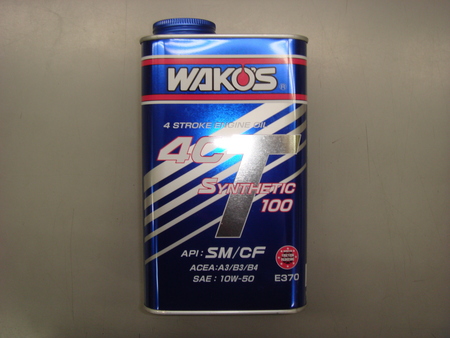 WAKO'S ®
4 STROKE ENGINE OIL
4CT
SYNTHETIC
100
API : SM/CF
ACEA:A3/B3/B4
SAE : 10W-50
E370